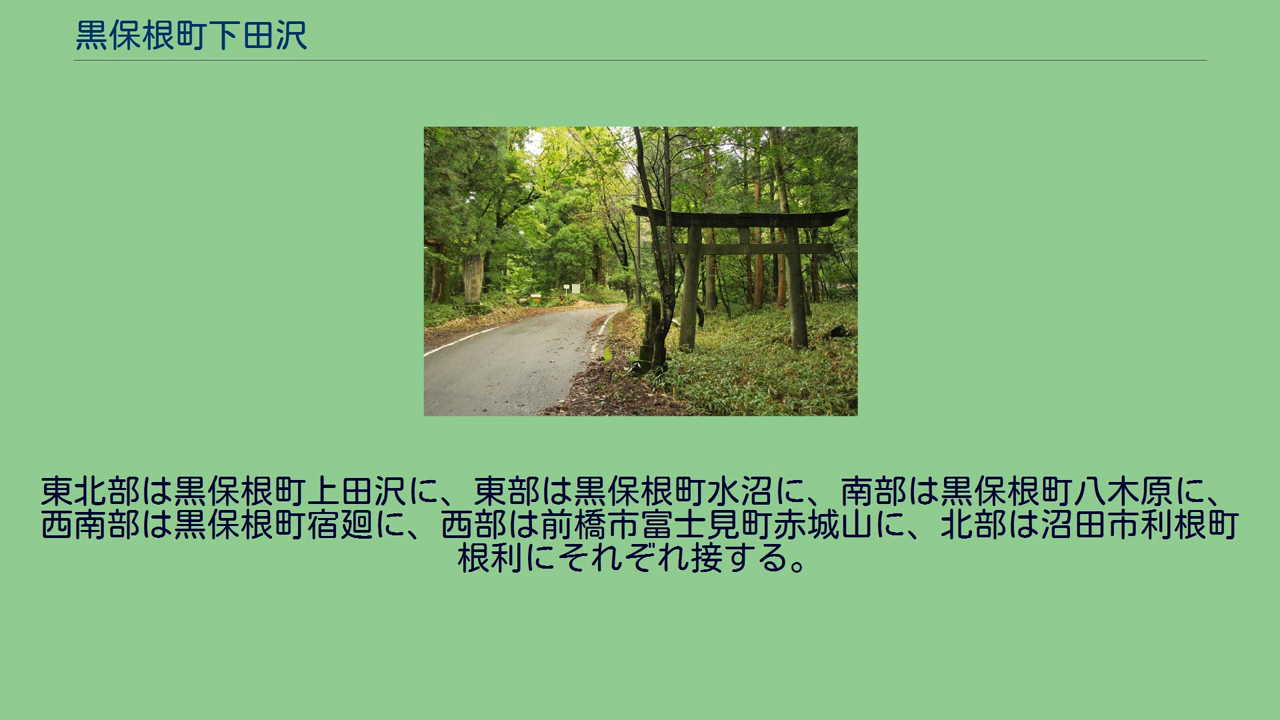 黒保根町下田沢
東北部は黒保根町上田沢に、東部は黒保根町水沼に、南部は黒保根町八木原に、
西南部は黒保根町宿廻に、西部は前橋市富士見町赤城山に、北部は沼田市利根町
根利にそれぞれ接する。